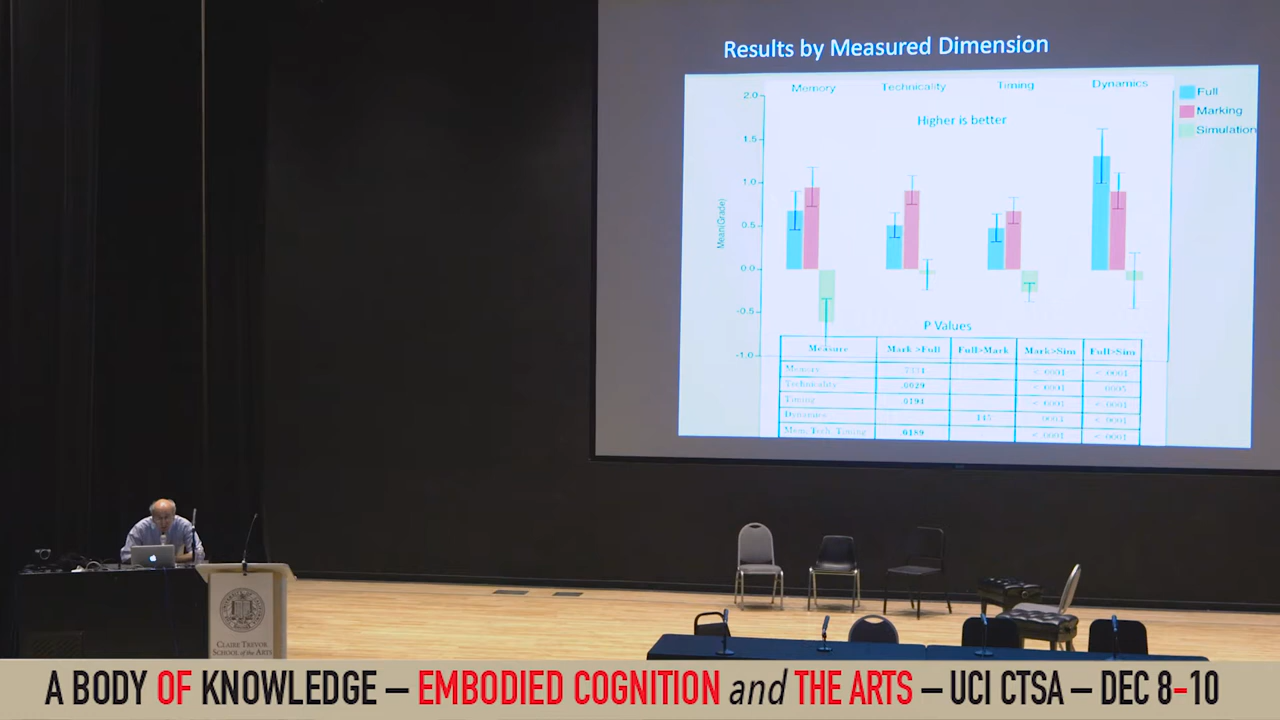 Results by Measured Dimension
Memory Technicality Timing Dynamics
Full
Marking
Simulation
Higher is better
Mean(Grade)
2.0
1.5
1.0
0.5
0.0
-0.5
-1.0
P Values
Measure Mark >Full Full>Mark Mark>Sim Full>Sim
Memory < .0001 < .0001
Technicality .0029 < .0001
Timing .0191 < .0001 < .0001
Dynamics < .0001
Mem, Tech, Timing .0189 < .0001 < .0001
CLAIRE TREVOR
SCHOOL of the ARTS
A BODY OF KNOWLEDGE – EMBODIED COGNITION and THE ARTS – UCI CTSA – DEC 8-10